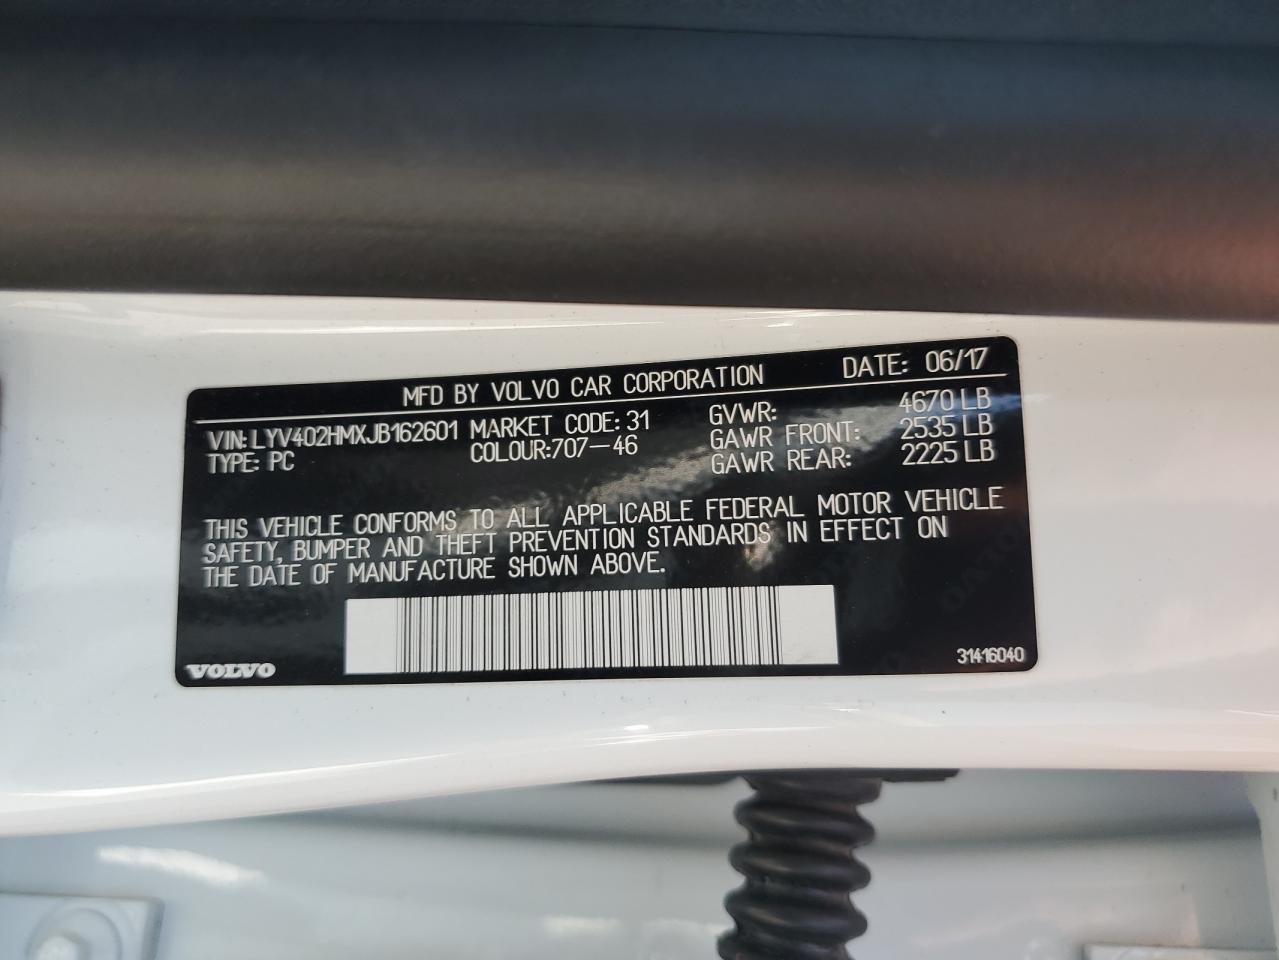 MFD BY VOLVO CAR CORPORATION DATE: 06/17
VIN: LYV402HMXJB162601 MARKET CODE: 31 GVWR: 4670 LB
TYPE: PC COLOUR:707-46 GAWR FRONT: 2535 LB
GAWR REAR: 2225 LB
THIS VEHICLE CONFORMS TO ALL APPLICABLE FEDERAL MOTOR VEHICLE
SAFETY, BUMPER AND THEFT PREVENTION STANDARDS IN EFFECT ON
THE DATE OF MANUFACTURE SHOWN ABOVE.
VOLVO 31416040